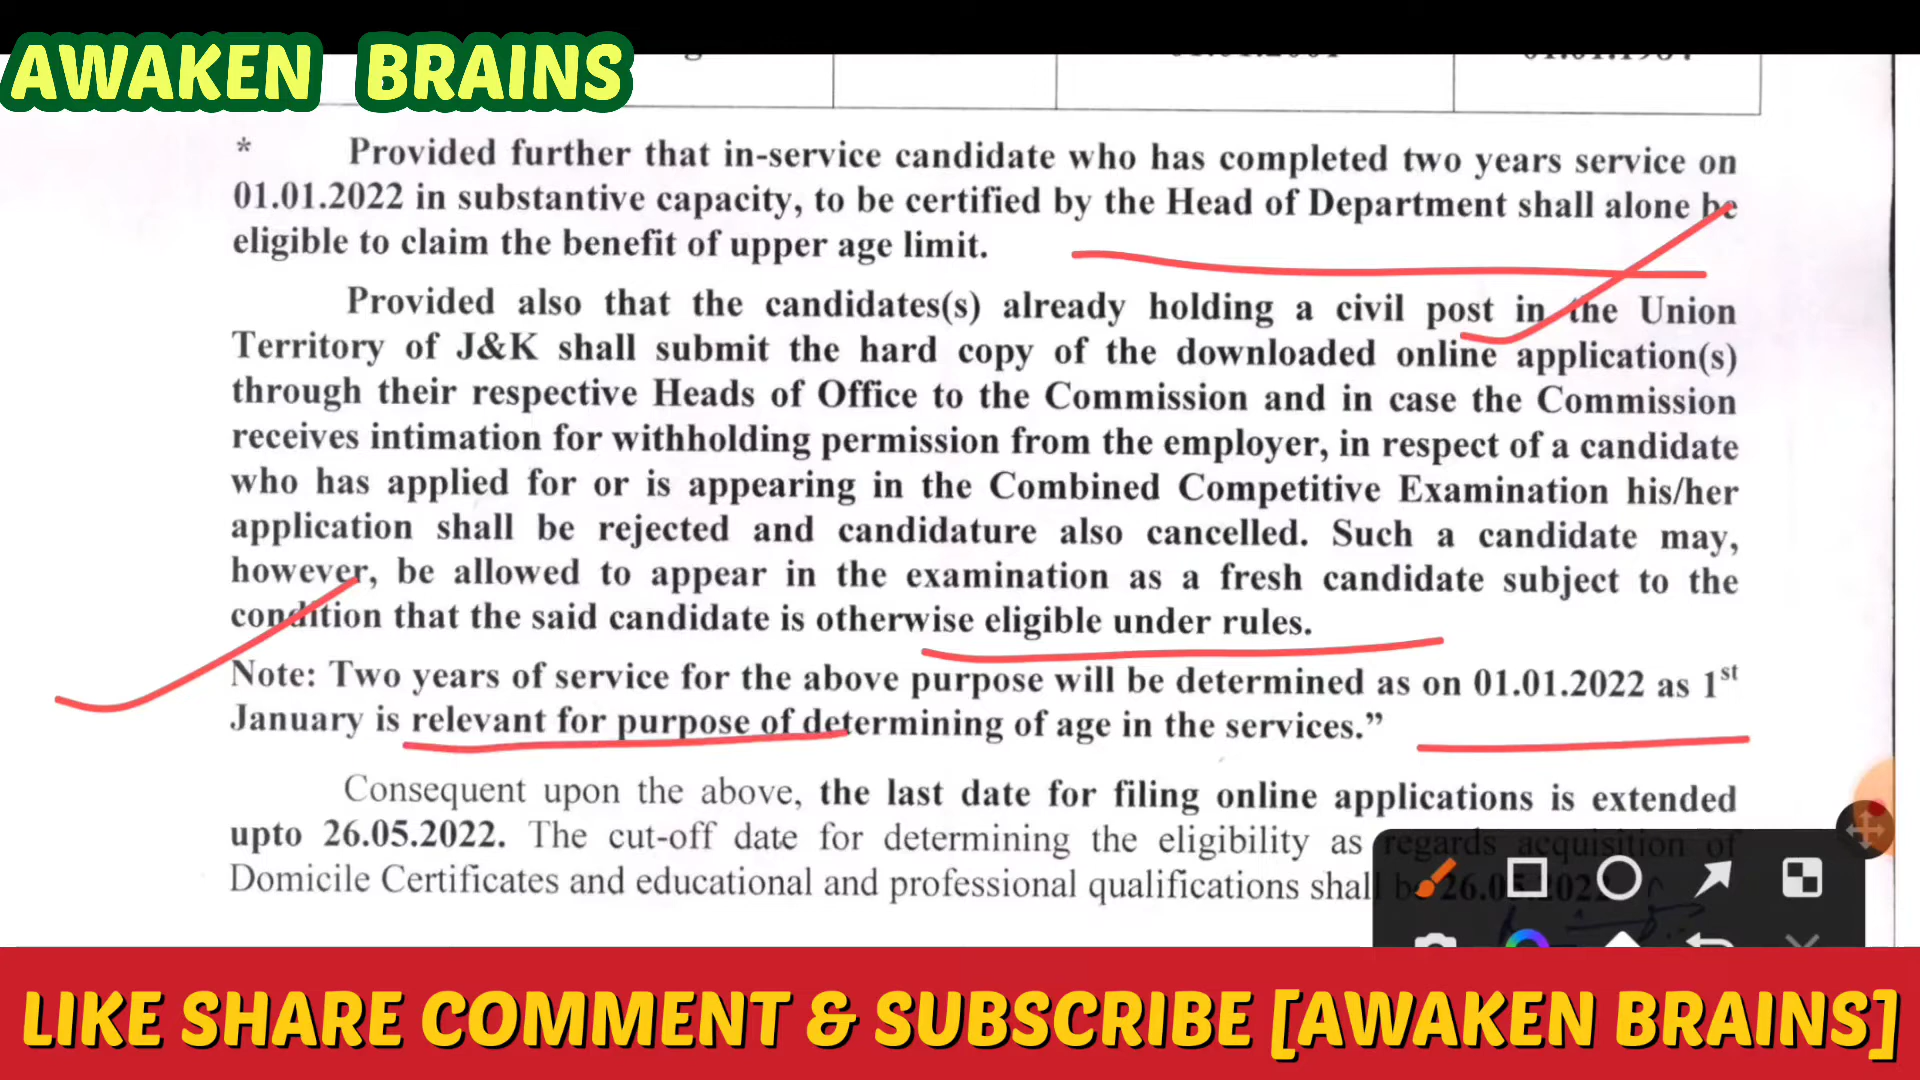 AWAKEN BRAINS
* Provided further that in-service candidate who has completed two years service on
01.01.2022 in substantive capacity, to be certified by the Head of Department shall alone be
eligible to claim the benefit of upper age limit.
Provided also that the candidates(s) already holding a civil post in the Union
Territory of J&K shall submit the hard copy of the downloaded online application(s)
through their respective Heads of Office to the Commission and in case the Commission
receives intimation for withholding permission from the employer, in respect of a candidate
who has applied for or is appearing in the Combined Competitive Examination his/her
application shall be rejected and candidature also cancelled. Such a candidate may,
however, be allowed to appear in the examination as a fresh candidate subject to the
condition that the said candidate is otherwise eligible under rules.
Note: Two years of service for the above purpose will be determined as on 01.01.2022 as 1st
January is relevant for purpose of determining of age in the services.”
Consequent upon the above, the last date for filing online applications is extended
upto 26.05.2022. The cut-off date for determining the eligibility as regards acquisition of
Domicile Certificates and educational and professional qualifications shall be
LIKE SHARE COMMENT & SUBSCRIBE [AWAKEN BRAINS]